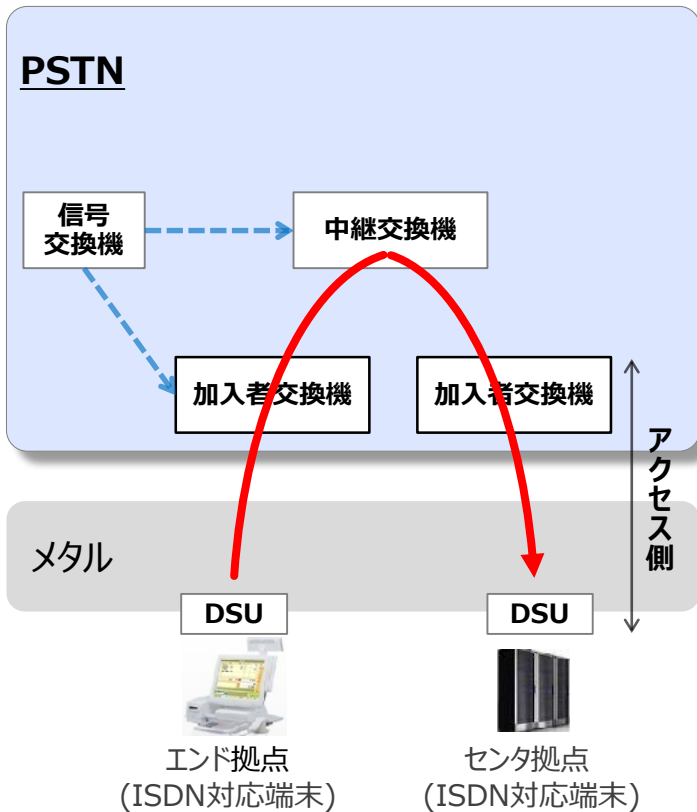 PSTN
信号
交換機
中継交換機
加入者交換機
加入者交換機
アクセス側
メタル
DSU
DSU
エンド拠点
(ISDN対応端末)
センタ拠点
(ISDN対応端末)